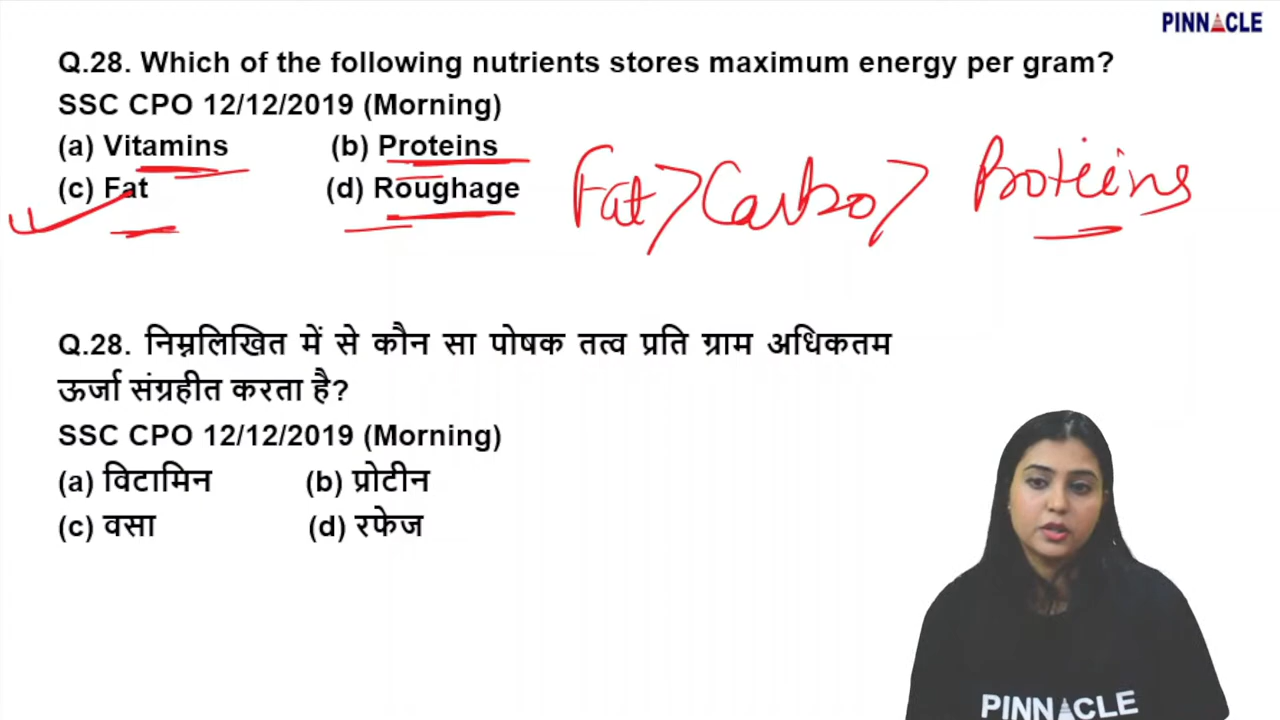 PINNACLE
Q.28. Which of the following nutrients stores maximum energy per gram?
SSC CPO 12/12/2019 (Morning)
(a) Vitamins (b) Proteins
(c) Fat (d) Roughage
Fat > Carbo > Proteins
Q.28. निम्नलिखित में से कौन सा पोषक तत्व प्रति ग्राम अधिकतम
ऊर्जा संग्रहीत करता है?
SSC CPO 12/12/2019 (Morning)
(a) विटामिन (b) प्रोटीन
(c) वसा (d) रफेज
PINNACLE